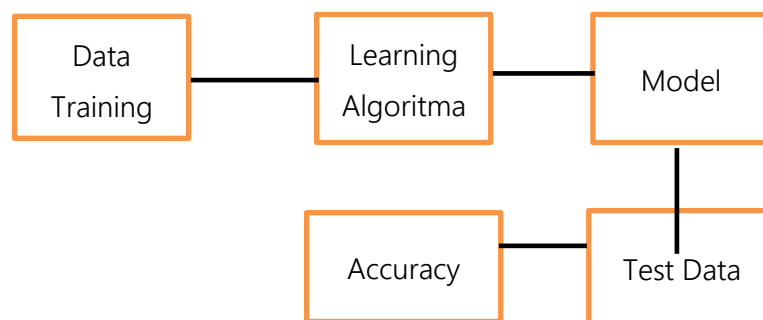 Data
Training
Learning
Algoritma
Model
Accuracy
Test Data